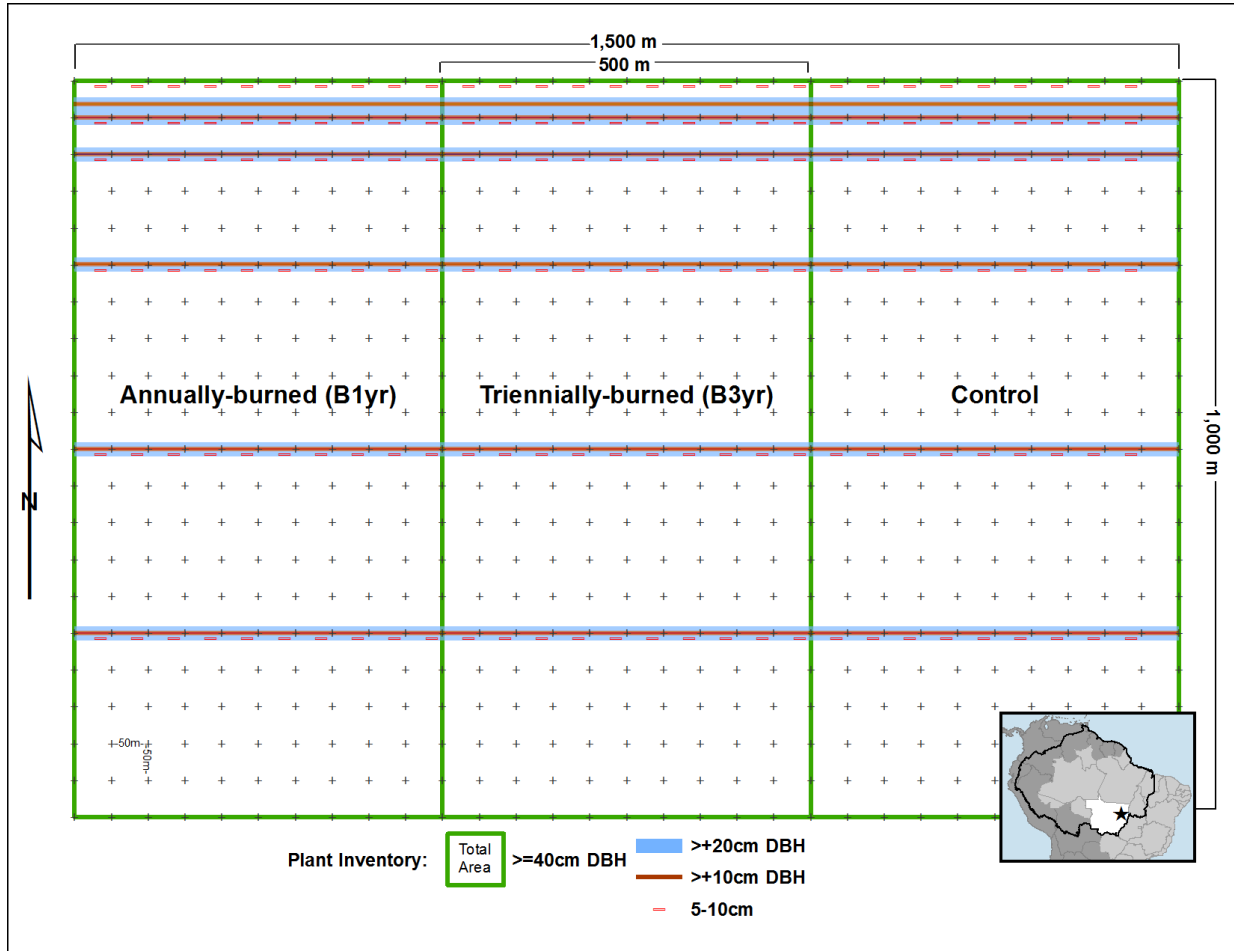 1,500 m
500 m
Annually-burned (B1yr)
Triennially-burned (B3yr)
Control
1,000 m
N
-50m-
-50m-
Plant Inventory:
Total
Area
>=40cm DBH
>+20cm DBH
>+10cm DBH
5-10cm